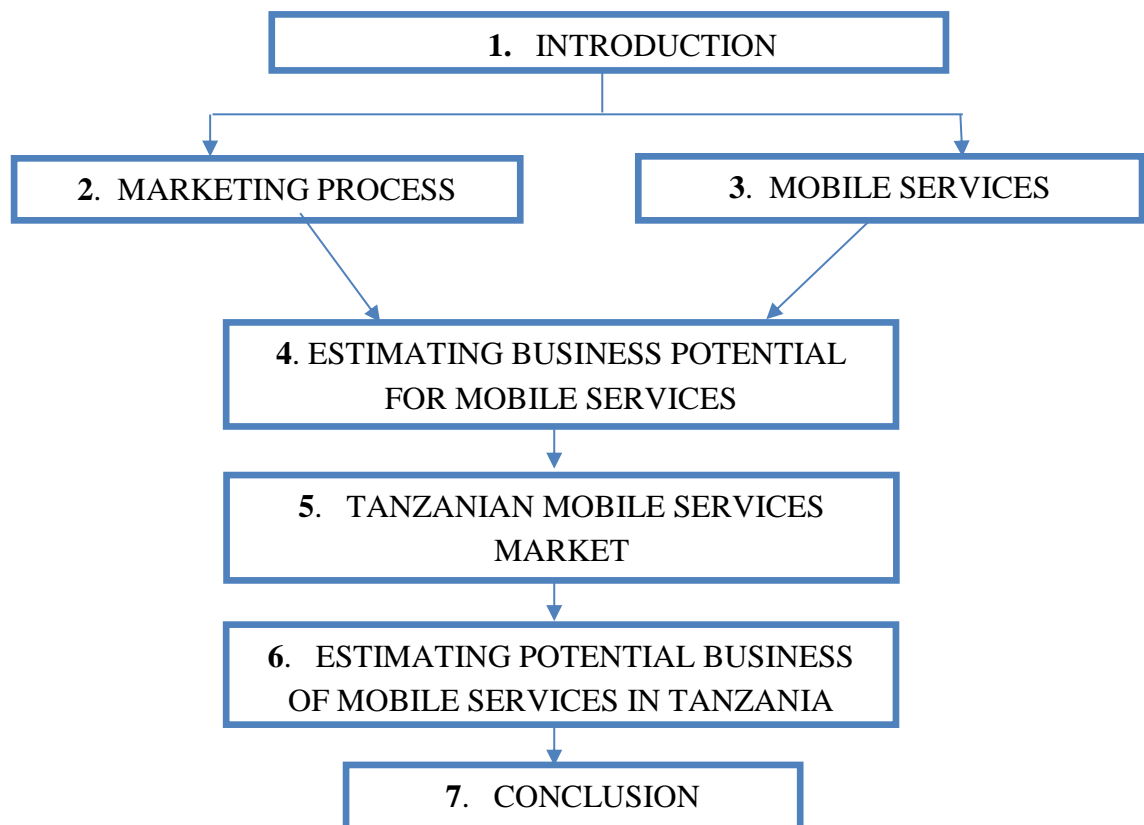 1. INTRODUCTION
2. MARKETING PROCESS
3. MOBILE SERVICES
4. ESTIMATING BUSINESS POTENTIAL
FOR MOBILE SERVICES
5. TANZANIAN MOBILE SERVICES
MARKET
6. ESTIMATING POTENTIAL BUSINESS
OF MOBILE SERVICES IN TANZANIA
7. CONCLUSION